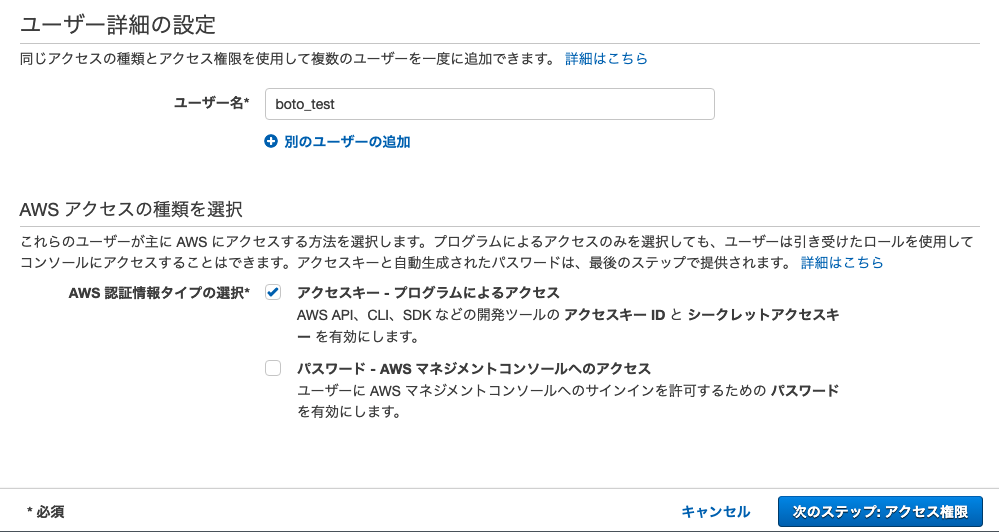 ユーザー詳細の設定
同じアクセスの種類とアクセス権限を使用して複数のユーザーを一度に追加できます。 詳細はこちら
ユーザー名* boto_test
別のユーザーの追加
AWS アクセスの種類を選択
これらのユーザーが主に AWS にアクセスする方法を選択します。プログラムによるアクセスのみを選択しても、ユーザーは引き受けたロールを使用して
コンソールにアクセスすることはできます。アクセスキーと自動生成されたパスワードは、最後のステップで提供されます。 詳細はこちら
AWS 認証情報タイプの選択* アクセスキー - プログラムによるアクセス
AWS API、CLI、SDK などの開発ツールの アクセスキー ID と シークレットアクセスキ
ー を有効にします。
パスワード - AWS マネジメントコンソールへのアクセス
ユーザーに AWS マネジメントコンソールへのサインインを許可するための パスワード
を有効にします。
* 必須 キャンセル 次のステップ: アクセス権限